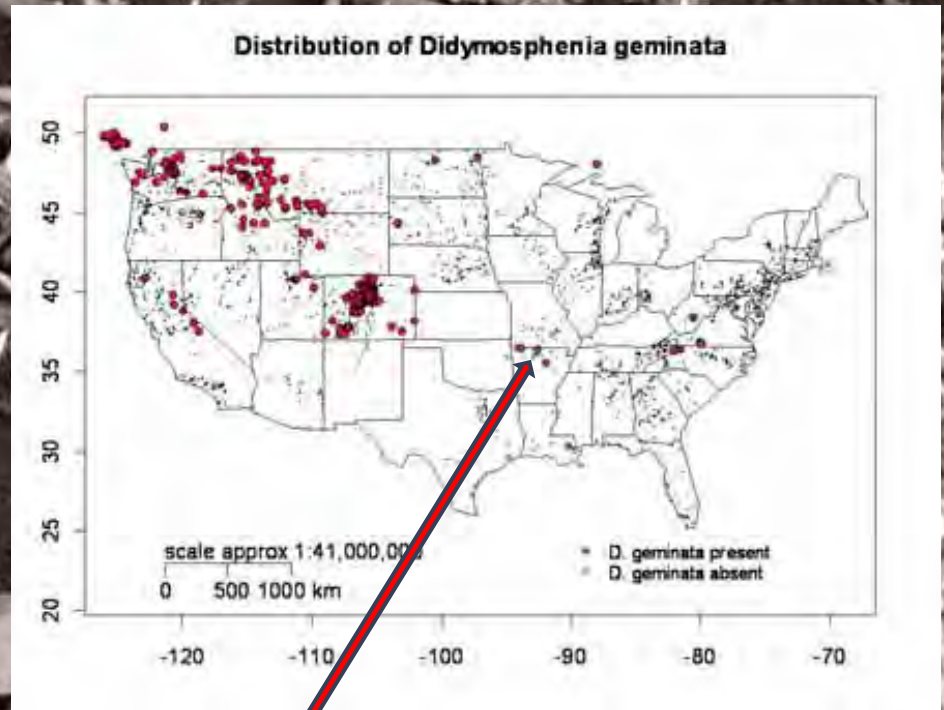 Distribution of Didymosphenia geminata
50
45
40
35
30
25
20
scale approx 1:41,000,000
0 500 1000 km
D. geminata present
D. geminata absent
-120 -110 -100 -90 -80 -70